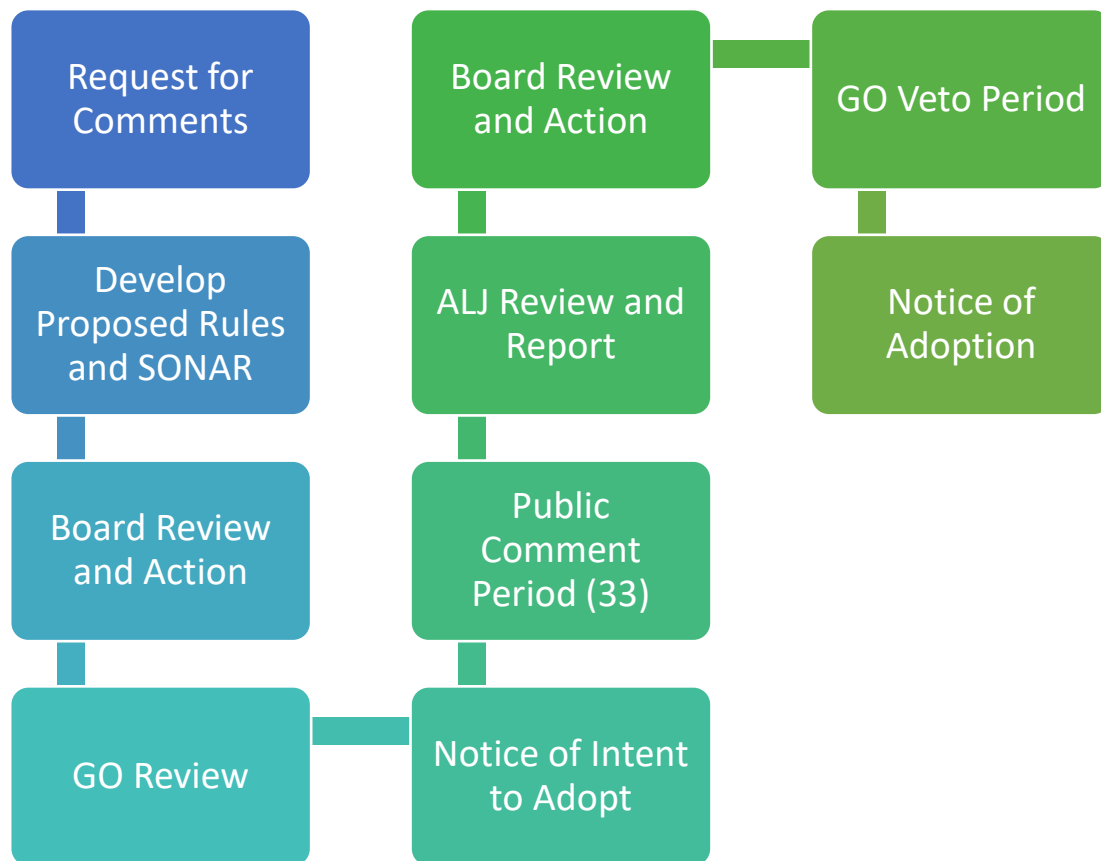 Request for
Comments
Develop
Proposed Rules
and SONAR
Board Review
and Action
GO Review
Notice of Intent
to Adopt
Public
Comment
Period (33)
ALJ Review and
Report
Board Review
and Action
GO Veto Period
Notice of
Adoption